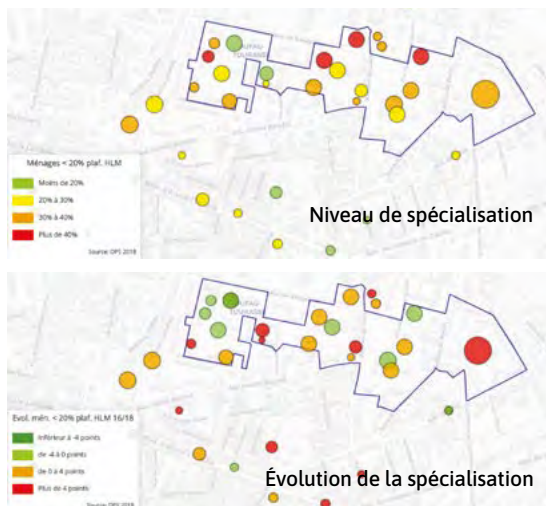 Ménages < 20% plaf. HLM
Moins de 20%
20% à 30%
30% à 40%
Plus de 40%
Source: OPS 2018
Niveau de spécialisation
Evol. mén. < 20% plaf. HLM 16/18
Inférieur à -4 points
de -4 à 0 points
de 0 à 4 points
Plus de 4 points
Source: OPS 2018
Évolution de la spécialisation